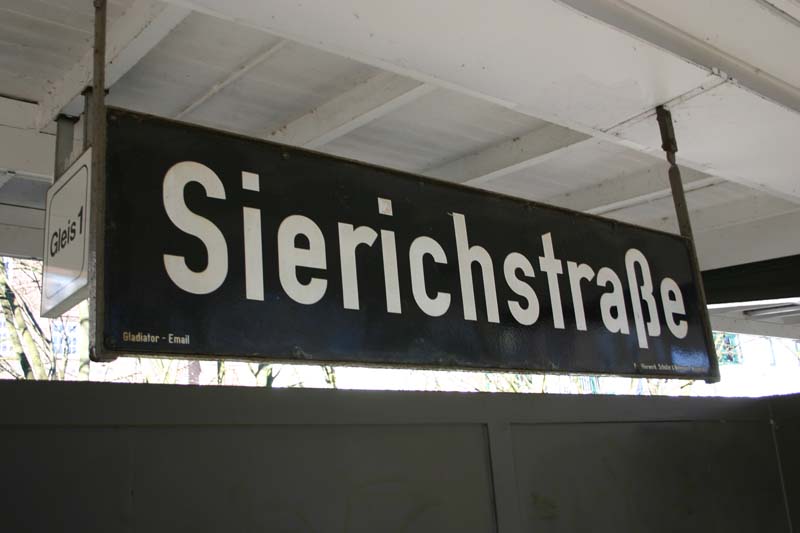 Gleis 1
Sierichstraße
Gladiator - Email